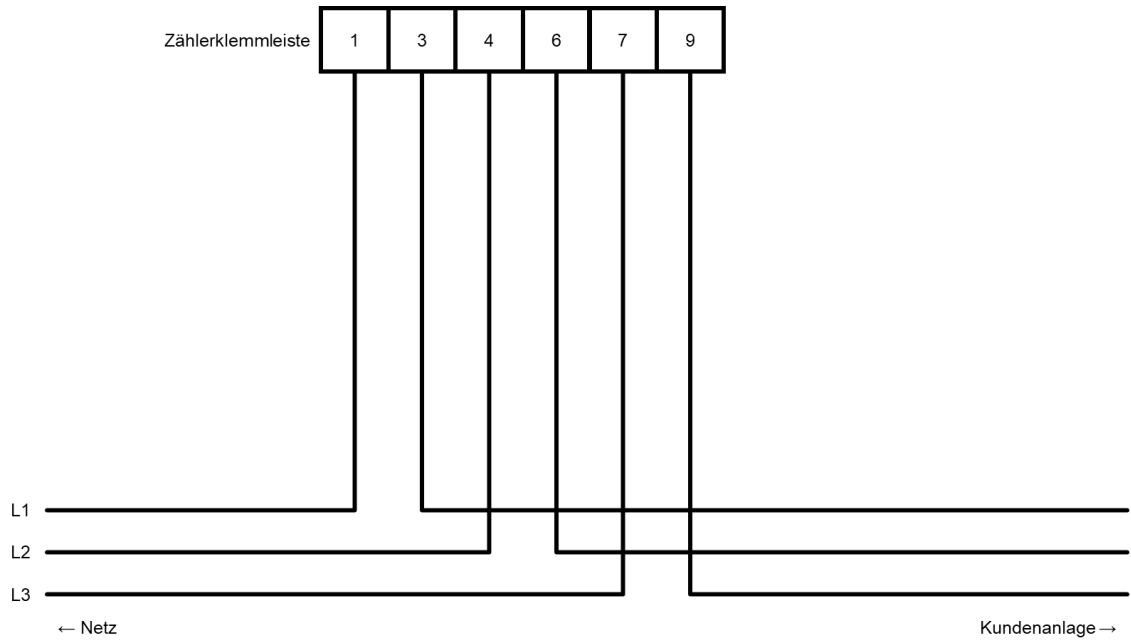 Zählerklemmleiste 1 3 4 6 7 9
L1
L2
L3
← Netz Kundenanlage →